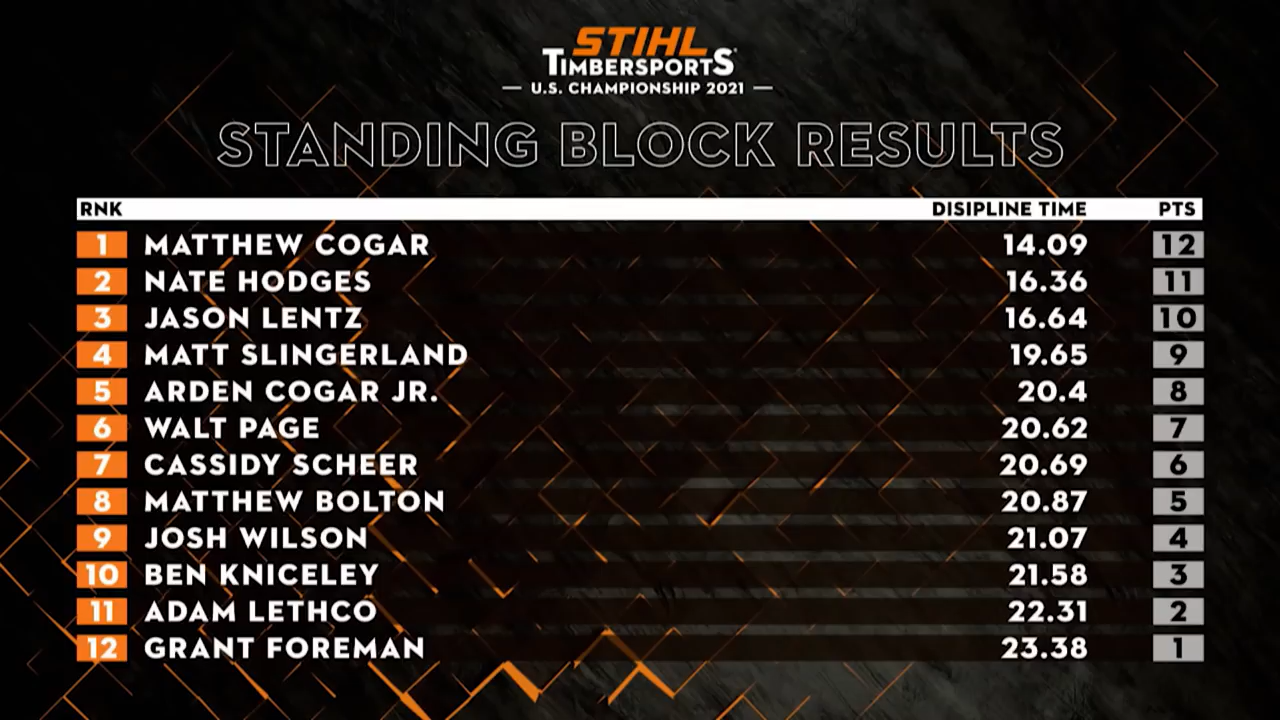 STIHL
TIMBERSPORTS®
— U.S. CHAMPIONSHIP 2021 —
STANDING BLOCK RESULTS
RNK DISIPLINE TIME PTS
1 MATTHEW COGAR 14.09 12
2 NATE HODGES 16.36 11
3 JASON LENTZ 16.64 10
4 MATT SLINGERLAND 19.65 9
5 ARDEN COGAR JR. 20.4 8
6 WALT PAGE 20.62 7
7 CASSIDY SCHEER 20.69 6
8 MATTHEW BOLTON 20.87 5
9 JOSH WILSON 21.07 4
10 BEN KNICELEY 21.58 3
11 ADAM LETHCO 22.31 2
12 GRANT FOREMAN 23.38 1